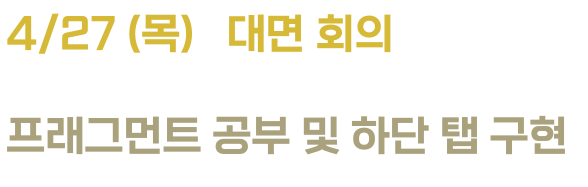 4/27 (목) 대면 회의
프래그먼트 공부 및 하단 탭 구현